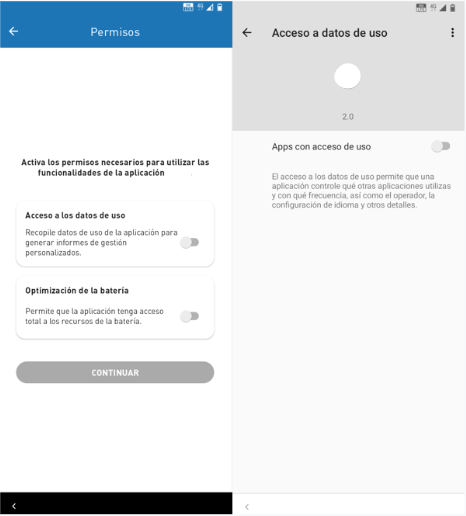 Permisos
Activa los permisos necesarios para utilizar las
funcionalidades de la aplicación
Acceso a los datos de uso
Recopile datos de uso de la aplicación para
generar informes de gestión
personalizados.
Optimización de la batería
Permite que la aplicación tenga acceso
total a los recursos de la batería.
CONTINUAR
Acceso a datos de uso
2.0
Apps con acceso de uso
El acceso a los datos de uso permite que una
aplicación controle qué otras aplicaciones utilizas
y con qué frecuencia, así como el operador, la
configuración de idioma y otros detalles.